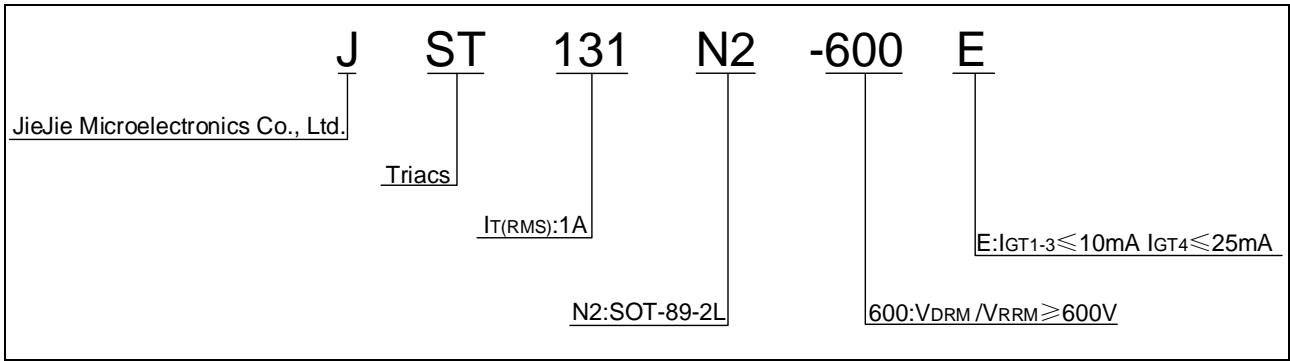 J ST 131 N2 -600 E
JieJie Microelectronics Co., Ltd.
Triacs
IT(RMS):1A
E:IGT1-3≤10mA IGT4≤25mA
N2:SOT-89-2L
600:VDRM /VRRM≥600V